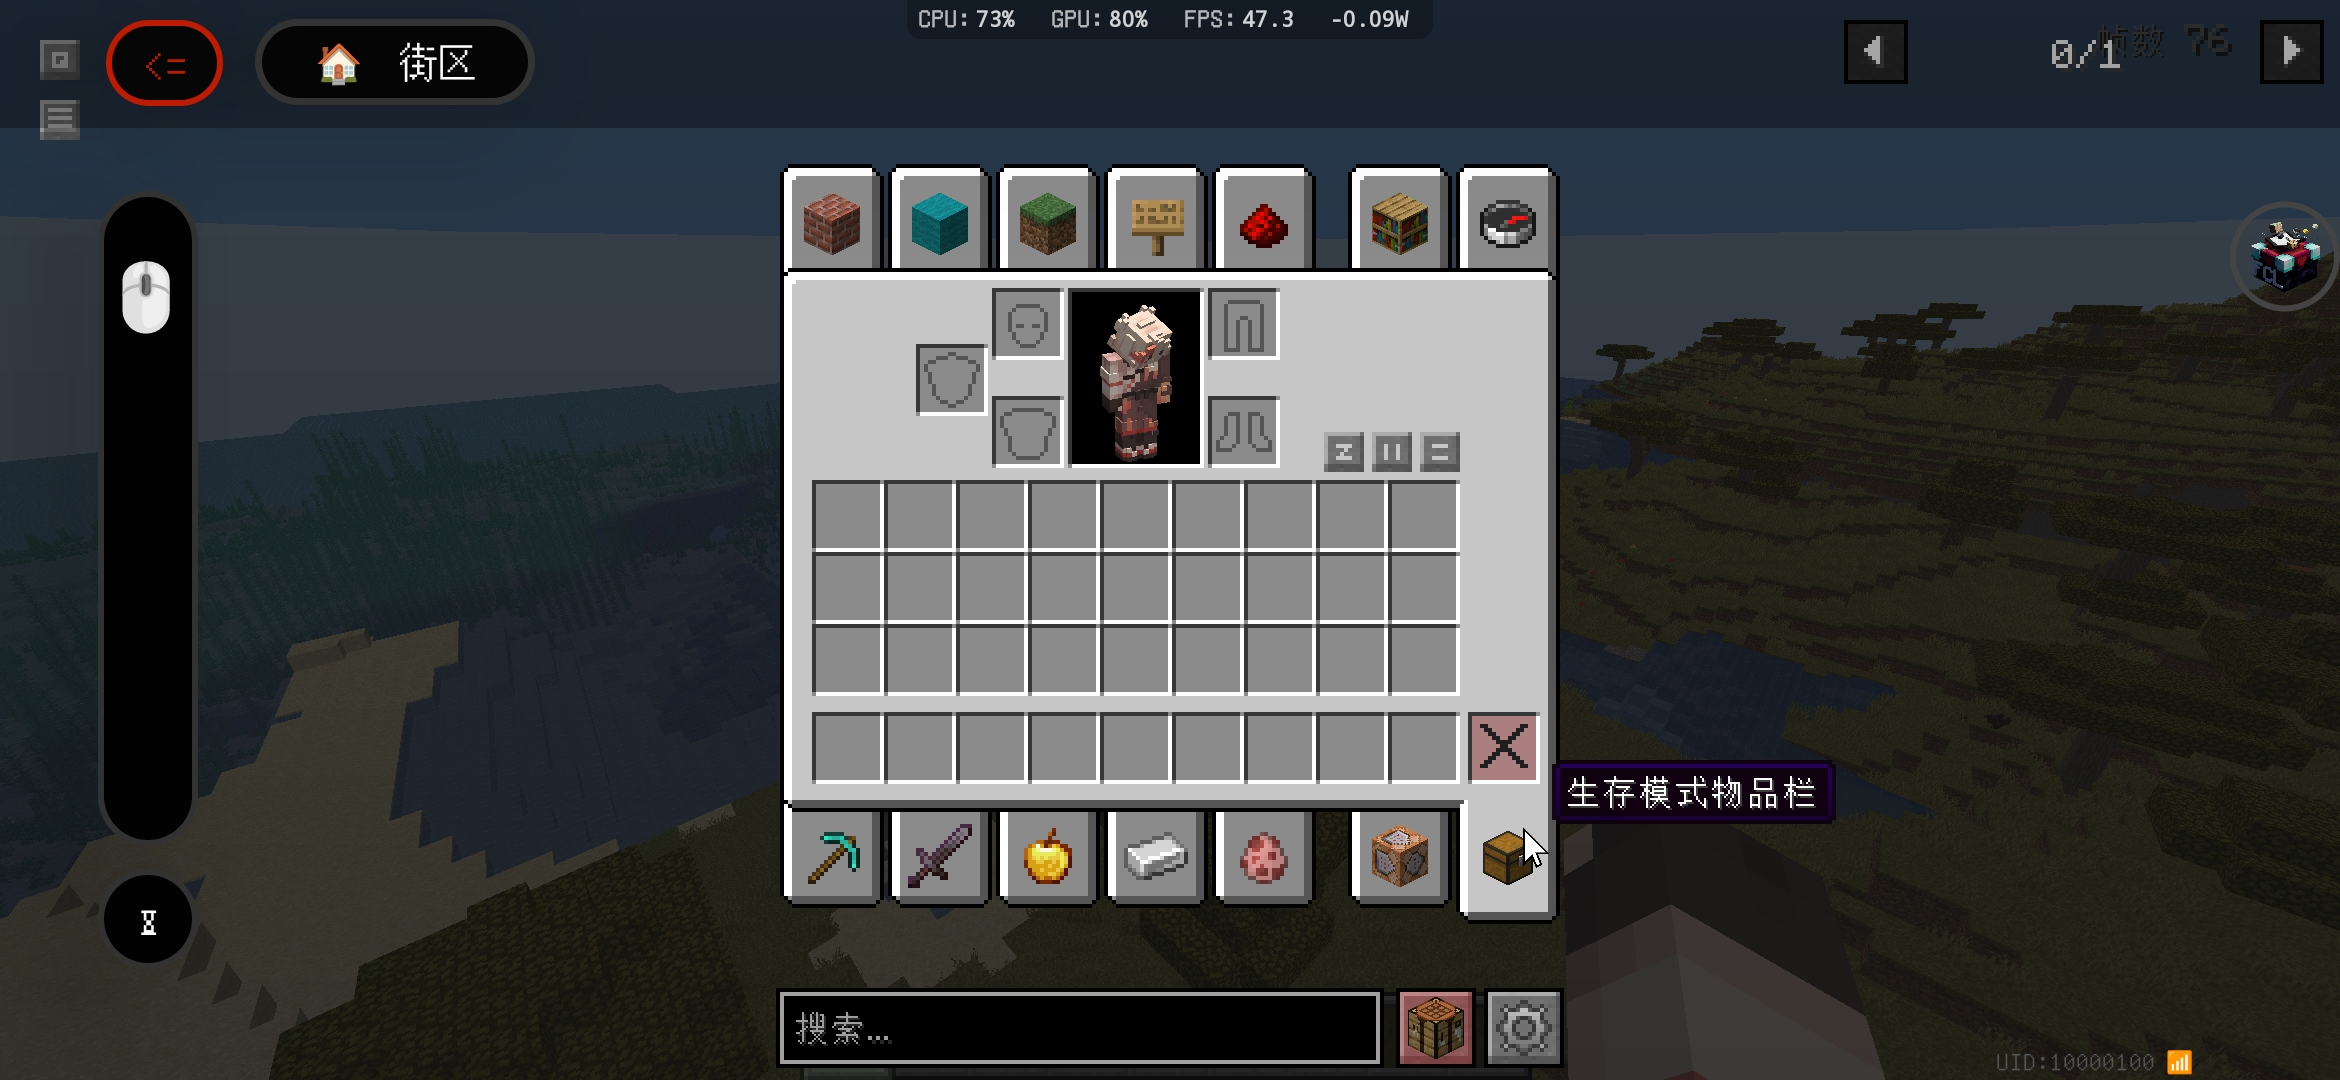 CPU: 73% GPU: 80% FPS: 47.3 -0.09W
<= 🏠 街区
帧数 76
0/1
生存模式物品栏
搜索...
UID:10000100